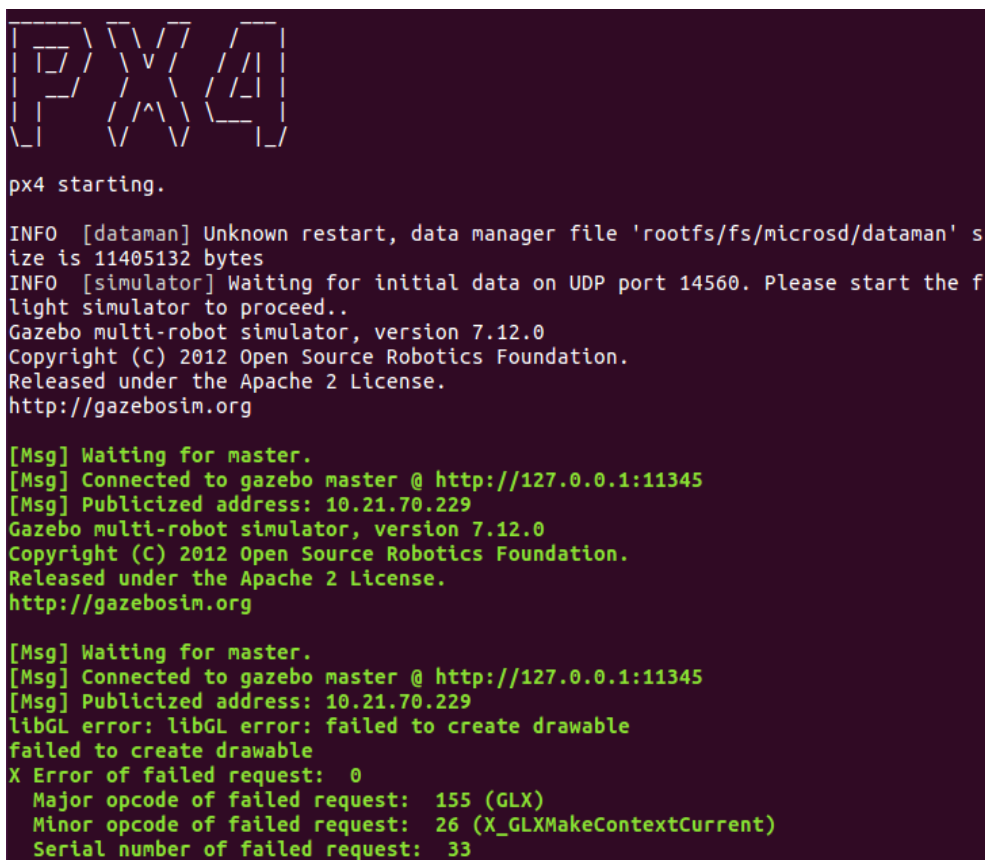 ______  __   __    ___
| ___ \ \ \ / /   /   |
| |_/ /  \ V /   / /| |
|  __/   /   \  / /_| |
| |     / /^\ \ \___  |
\_|     \/   \/     |_/
px4 starting.
INFO  [dataman] Unknown restart, data manager file 'rootfs/fs/microsd/dataman' s
ize is 11405132 bytes
INFO  [simulator] Waiting for initial data on UDP port 14560. Please start the f
light simulator to proceed..
Gazebo multi-robot simulator, version 7.12.0
Copyright (C) 2012 Open Source Robotics Foundation.
Released under the Apache 2 License.
http://gazebosim.org
[Msg] Waiting for master.
[Msg] Connected to gazebo master @ http://127.0.0.1:11345
[Msg] Publicized address: 10.21.70.229
Gazebo multi-robot simulator, version 7.12.0
Copyright (C) 2012 Open Source Robotics Foundation.
Released under the Apache 2 License.
http://gazebosim.org
[Msg] Waiting for master.
[Msg] Connected to gazebo master @ http://127.0.0.1:11345
[Msg] Publicized address: 10.21.70.229
libGL error: libGL error: failed to create drawable
failed to create drawable
X Error of failed request:  0
  Major opcode of failed request:  155 (GLX)
  Minor opcode of failed request:  26 (X_GLXMakeContextCurrent)
  Serial number of failed request:  33